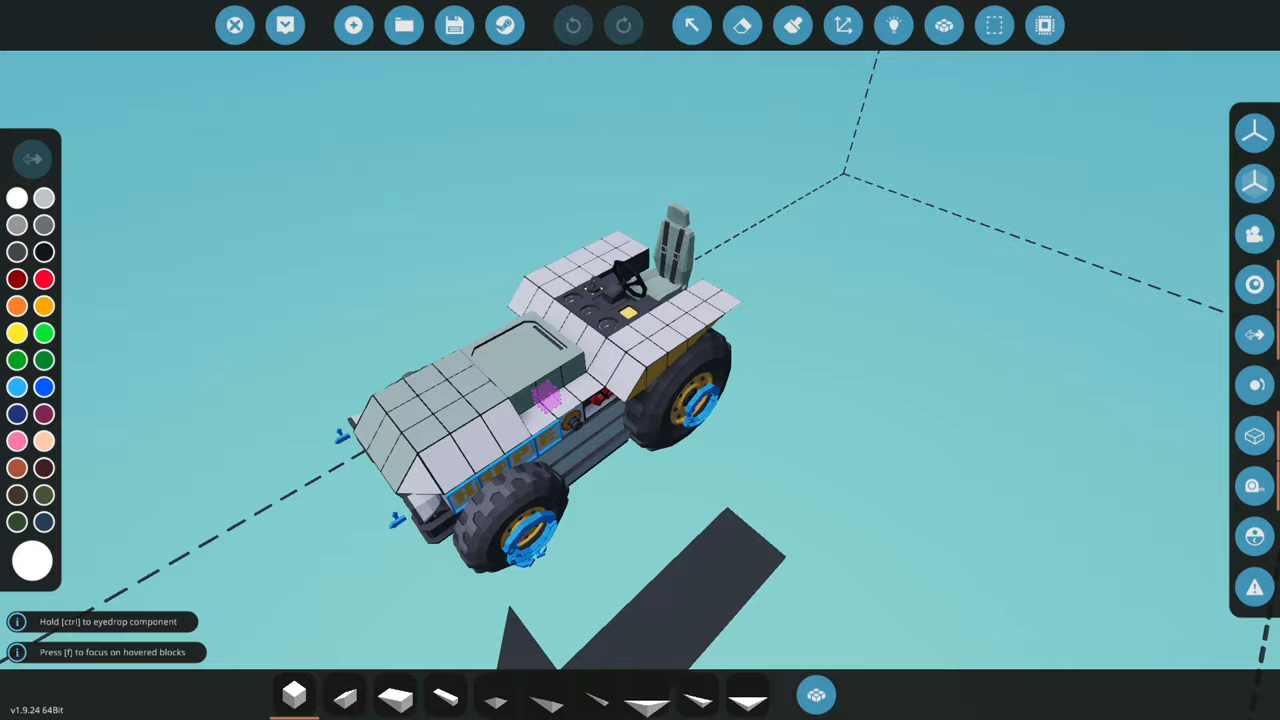 Hold [ctrl] to eyedrop component
Press [f] to focus on hovered blocks
v1.9.24 64Bit